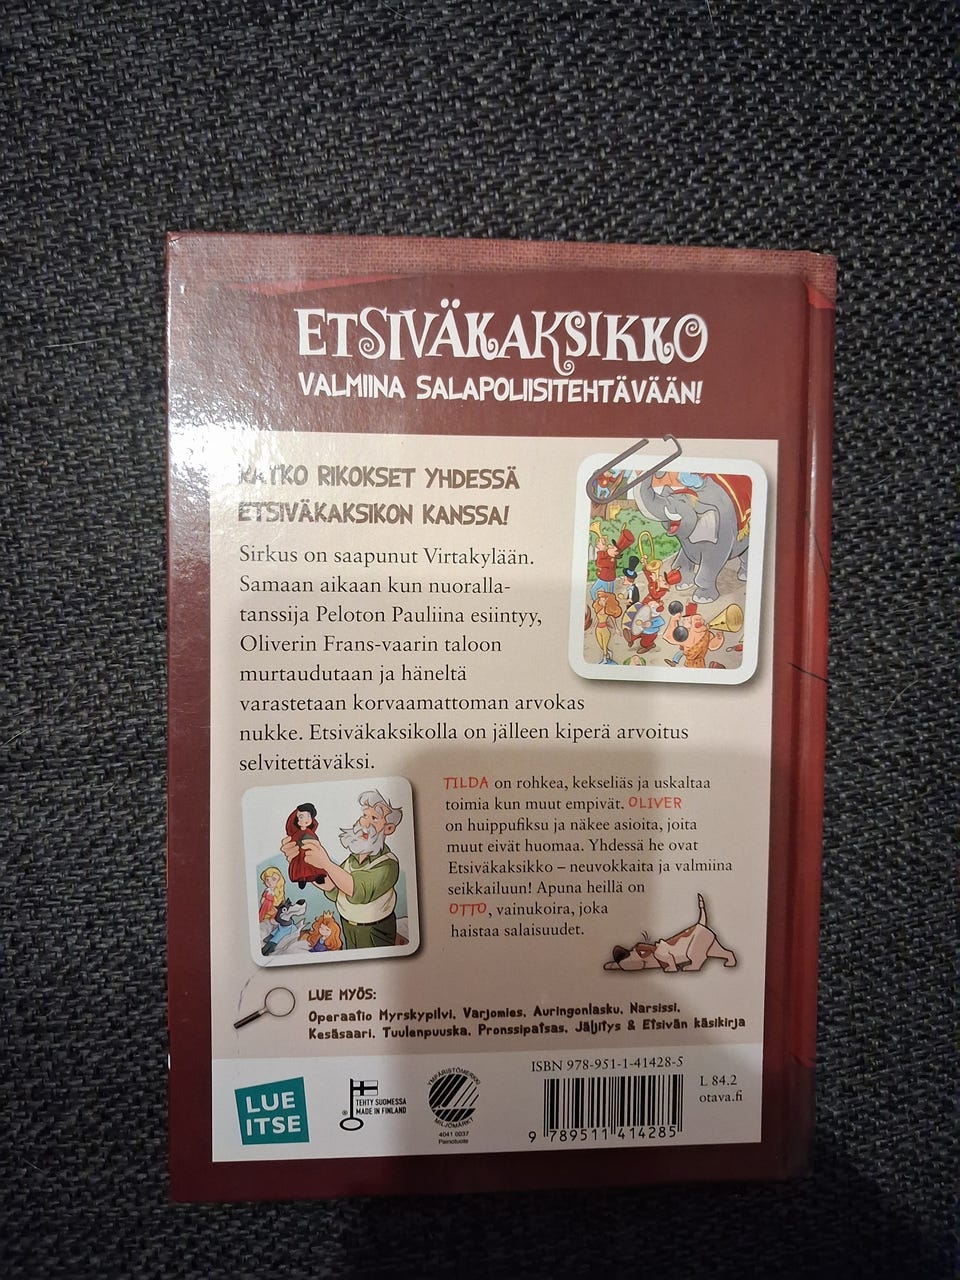 ETSIVÄKAKSIKKO
VALMIINA SALAPOLIISITEHTÄVÄÄN!
RATKO RIKOKSET YHDESSÄ
ETSIVÄKAKSIKON KANSSA!
Sirkus on saapunut Virtakylään.
Samaan aikaan kun nuoralla-
tanssija Peloton Pauliina esiintyy,
Oliverin Frans-vaarin taloon
murtaudutaan ja häneltä
varastetaan korvaamattoman arvokas
nukke. Etsiväkaksikolla on jälleen kiperä arvoitus
selvitettäväksi.
TILDA on rohkea, kekseliäs ja uskaltaa
toimia kun muut empivät. OLIVER
on huippufiksu ja näkee asioita, joita
muut eivät huomaa. Yhdessä he ovat
Etsiväkaksikko – neuvokkaita ja valmiina
seikkailuun! Apuna heillä on
OTTO, vainukoira, joka
haistaa salaisuudet.
LUE MYÖS:
Operaatio Myrskypilvi, Varjomies, Auringonlasku, Narsissi,
Kesäsaari, Tuulenpuuska, Pronssipatsas, Jäljitys & Etsivän käsikirja
LUE
ITSE
® TEHTY SUOMESSA
MADE IN FINLAND
YMPÄRISTÖMERKKI
MILJÖMÄRKT
4041 0037
Painotuote
ISBN 978-951-1-41428-5
9 789511 414285
L 84.2
otava.fi